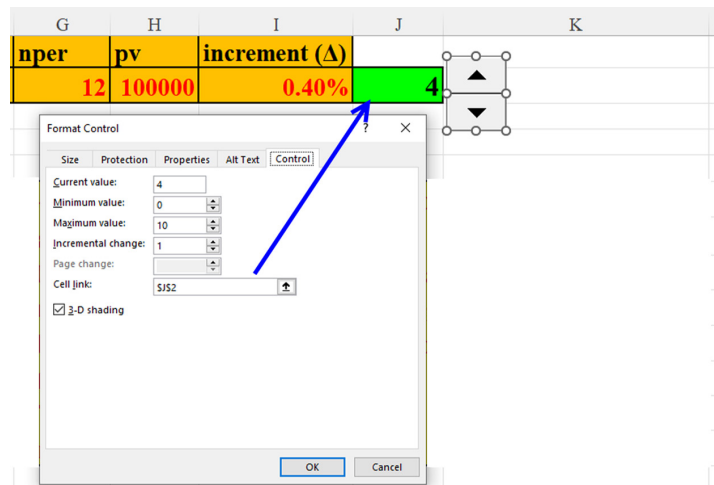 G H I J K
nper pv increment (Δ)
12 100000 0.40% 4
Format Control ? ×
Size Protection Properties Alt Text Control
Current value: 4
Minimum value: 0
Maximum value: 10
Incremental change: 1
Page change:
Cell link: $J$2
3-D shading
OK Cancel